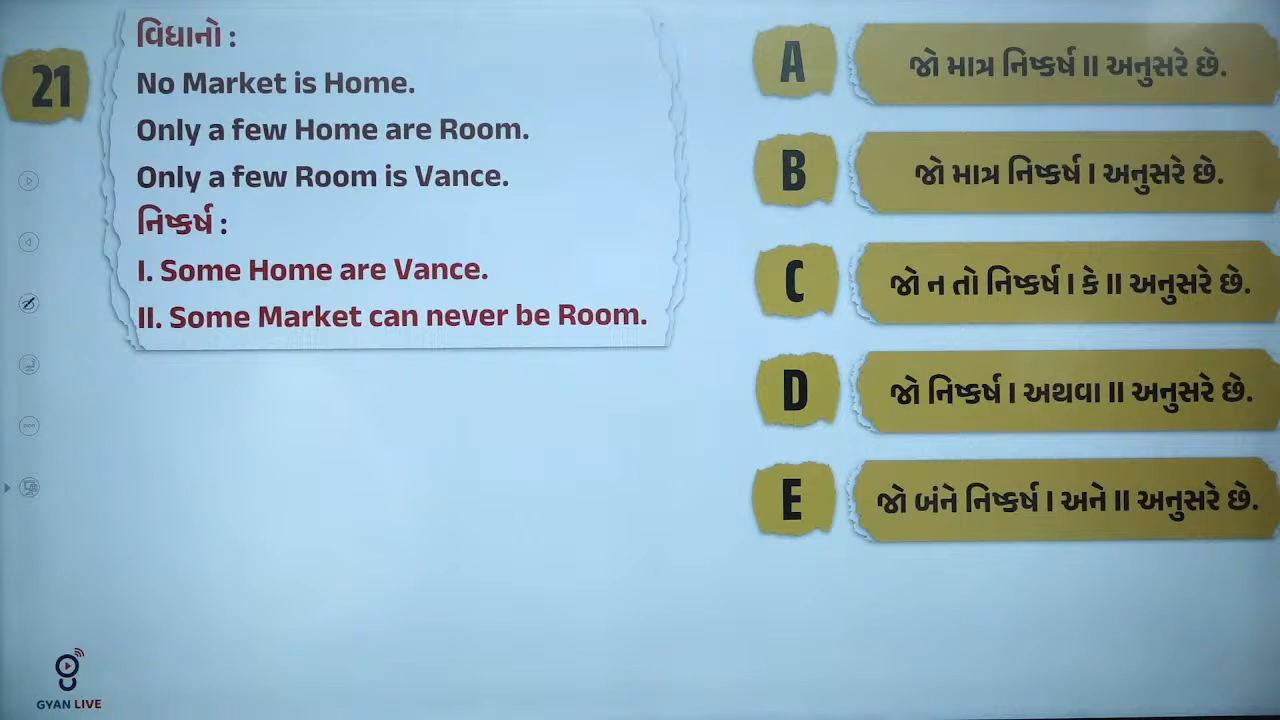 21
વિધાનો :
No Market is Home.
Only a few Home are Room.
Only a few Room is Vance.
નિષ્કર્ષ :
I. Some Home are Vance.
II. Some Market can never be Room.
A
જો માત્ર નિષ્કર્ષ II અનુસરે છે.
B
જો માત્ર નિષ્કર્ષ I અનુસરે છે.
C
જો ન તો નિષ્કર્ષ I કે II અનુસરે છે.
D
જો નિષ્કર્ષ I અથવા II અનુસરે છે.
E
જો બંને નિષ્કર્ષ I અને II અનુસરે છે.
GYAN LIVE